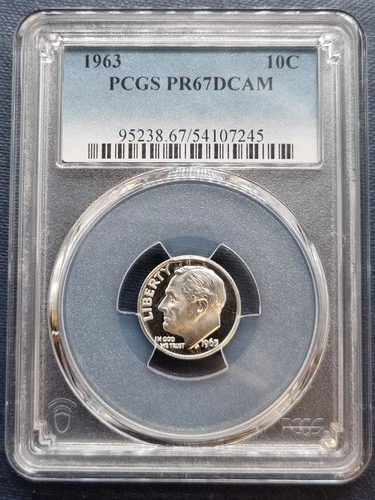 1963 10C
PCGS PR67DCAM
95238.67/54107245
LIBERTY
IN GOD
WE TRUST
1963
PCGS